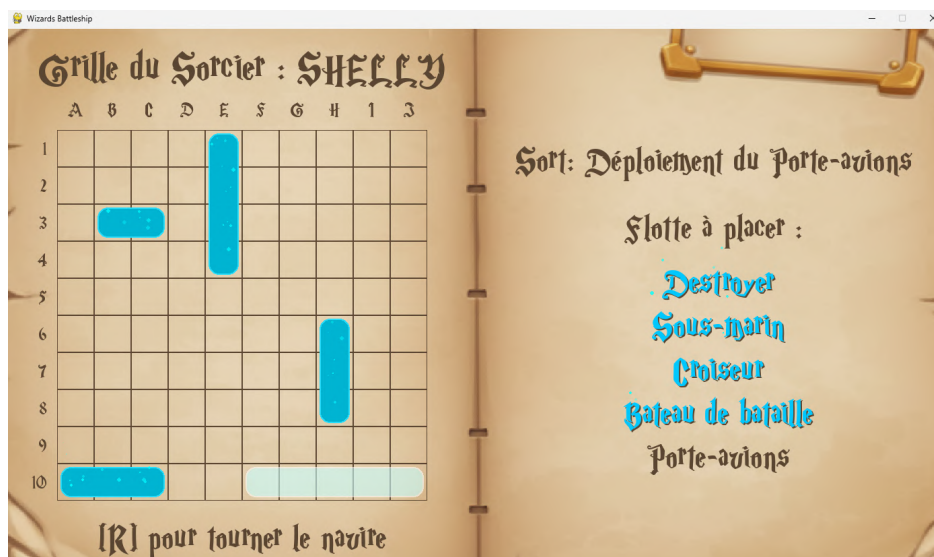 Wizards Battleship
Grille du Sorcier : SHELLY
A B C D E F G H I J
1
2
3
4
5
6
7
8
9
10
[R] pour tourner le navire
Sort: Déploiement du Porte-avions
Flotte à placer :
Destroyer
Sous-marin
Croiseur
Bateau de bataille
Porte-avions